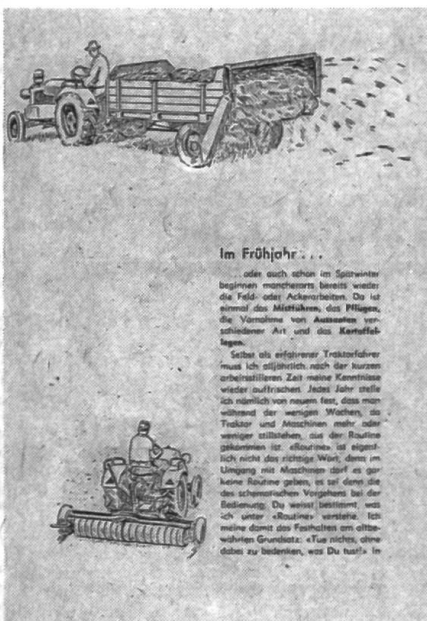 Im Frühjahr . . .
. . . oder auch schon im Spätwinter
beginnen mancherorts bereits wieder
die Feld- oder Ackerarbeiten. Da ist
einmal das Mistführen, das Pflügen,
die Vornahme von Aussaaten ver-
schiedener Art und das Kartoffel-
legen.
Selbst als erfahrener Traktorfahrer
muss ich alljährlich nach der kurzen
arbeitsstilleren Zeit meine Kenntnisse
wieder auffrischen. Jedes Jahr stelle
ich nämlich von neuem fest, dass man
während der wenigen Wochen, da
Traktor und Maschinen mehr oder
weniger stillstehen, aus der Routine
gekommen ist. «Routine» ist eigent-
lich nicht das richtige Wort, denn im
Umgang mit Maschinen darf es gar
keine Routine geben, es sei denn die
des schematischen Vorgehens bei der
Bedienung. Du weisst bestimmt, was
ich unter «Routine» verstehe. Ich
meine damit das Festhalten am altbe-
währten Grundsatz: «Tue nichts, ohne
dabei zu bedenken, was Du tust!» In